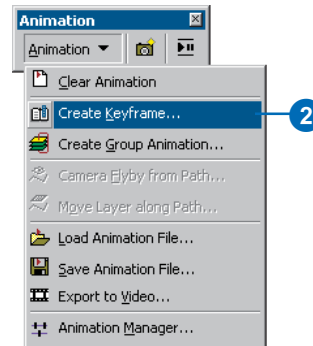 Animation
Animation
Clear Animation
Create Keyframe...
2
Create Group Animation...
Camera Flyby from Path...
Move Layer along Path...
Load Animation File...
Save Animation File...
Export to Video...
Animation Manager...